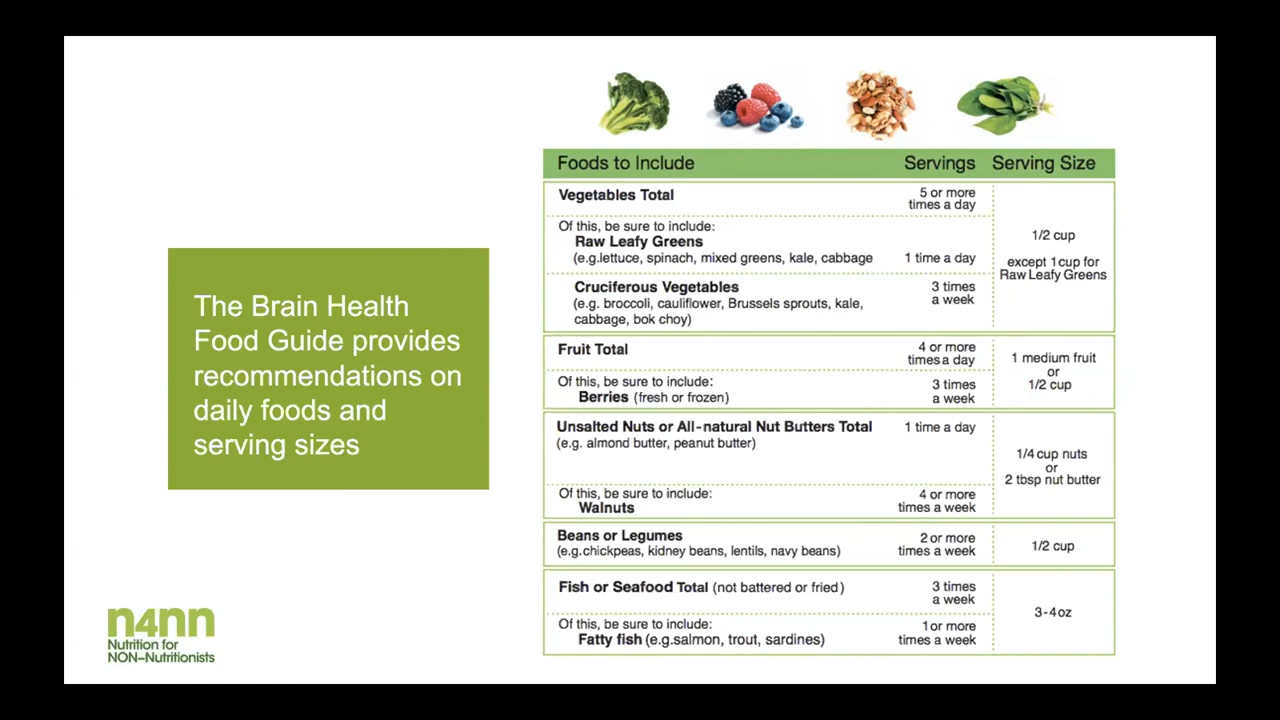 The Brain Health
Food Guide provides
recommendations on
daily foods and
serving sizes
n4nn
Nutrition for
NON–Nutritionists
Foods to Include Servings Serving Size
Vegetables Total 5 or more
times a day
Of this, be sure to include:
Raw Leafy Greens
(e.g.lettuce, spinach, mixed greens, kale, cabbage 1 time a day
Cruciferous Vegetables 3 times
(e.g. broccoli, cauliflower, Brussels sprouts, kale, a week
cabbage, bok choy)
1/2 cup
except 1 cup for
Raw Leafy Greens
Fruit Total 4 or more
times a day
Of this, be sure to include: 3 times
Berries (fresh or frozen) a week
1 medium fruit
or
1/2 cup
Unsalted Nuts or All-natural Nut Butters Total 1 time a day
(e.g. almond butter, peanut butter)
Of this, be sure to include: 4 or more
Walnuts times a week
1/4 cup nuts
or
2 tbsp nut butter
Beans or Legumes 2 or more
(e.g.chickpeas, kidney beans, lentils, navy beans) times a week
1/2 cup
Fish or Seafood Total (not battered or fried) 3 times
a week
Of this, be sure to include: 1 or more
Fatty fish (e.g.salmon, trout, sardines) times a week
3-4 oz